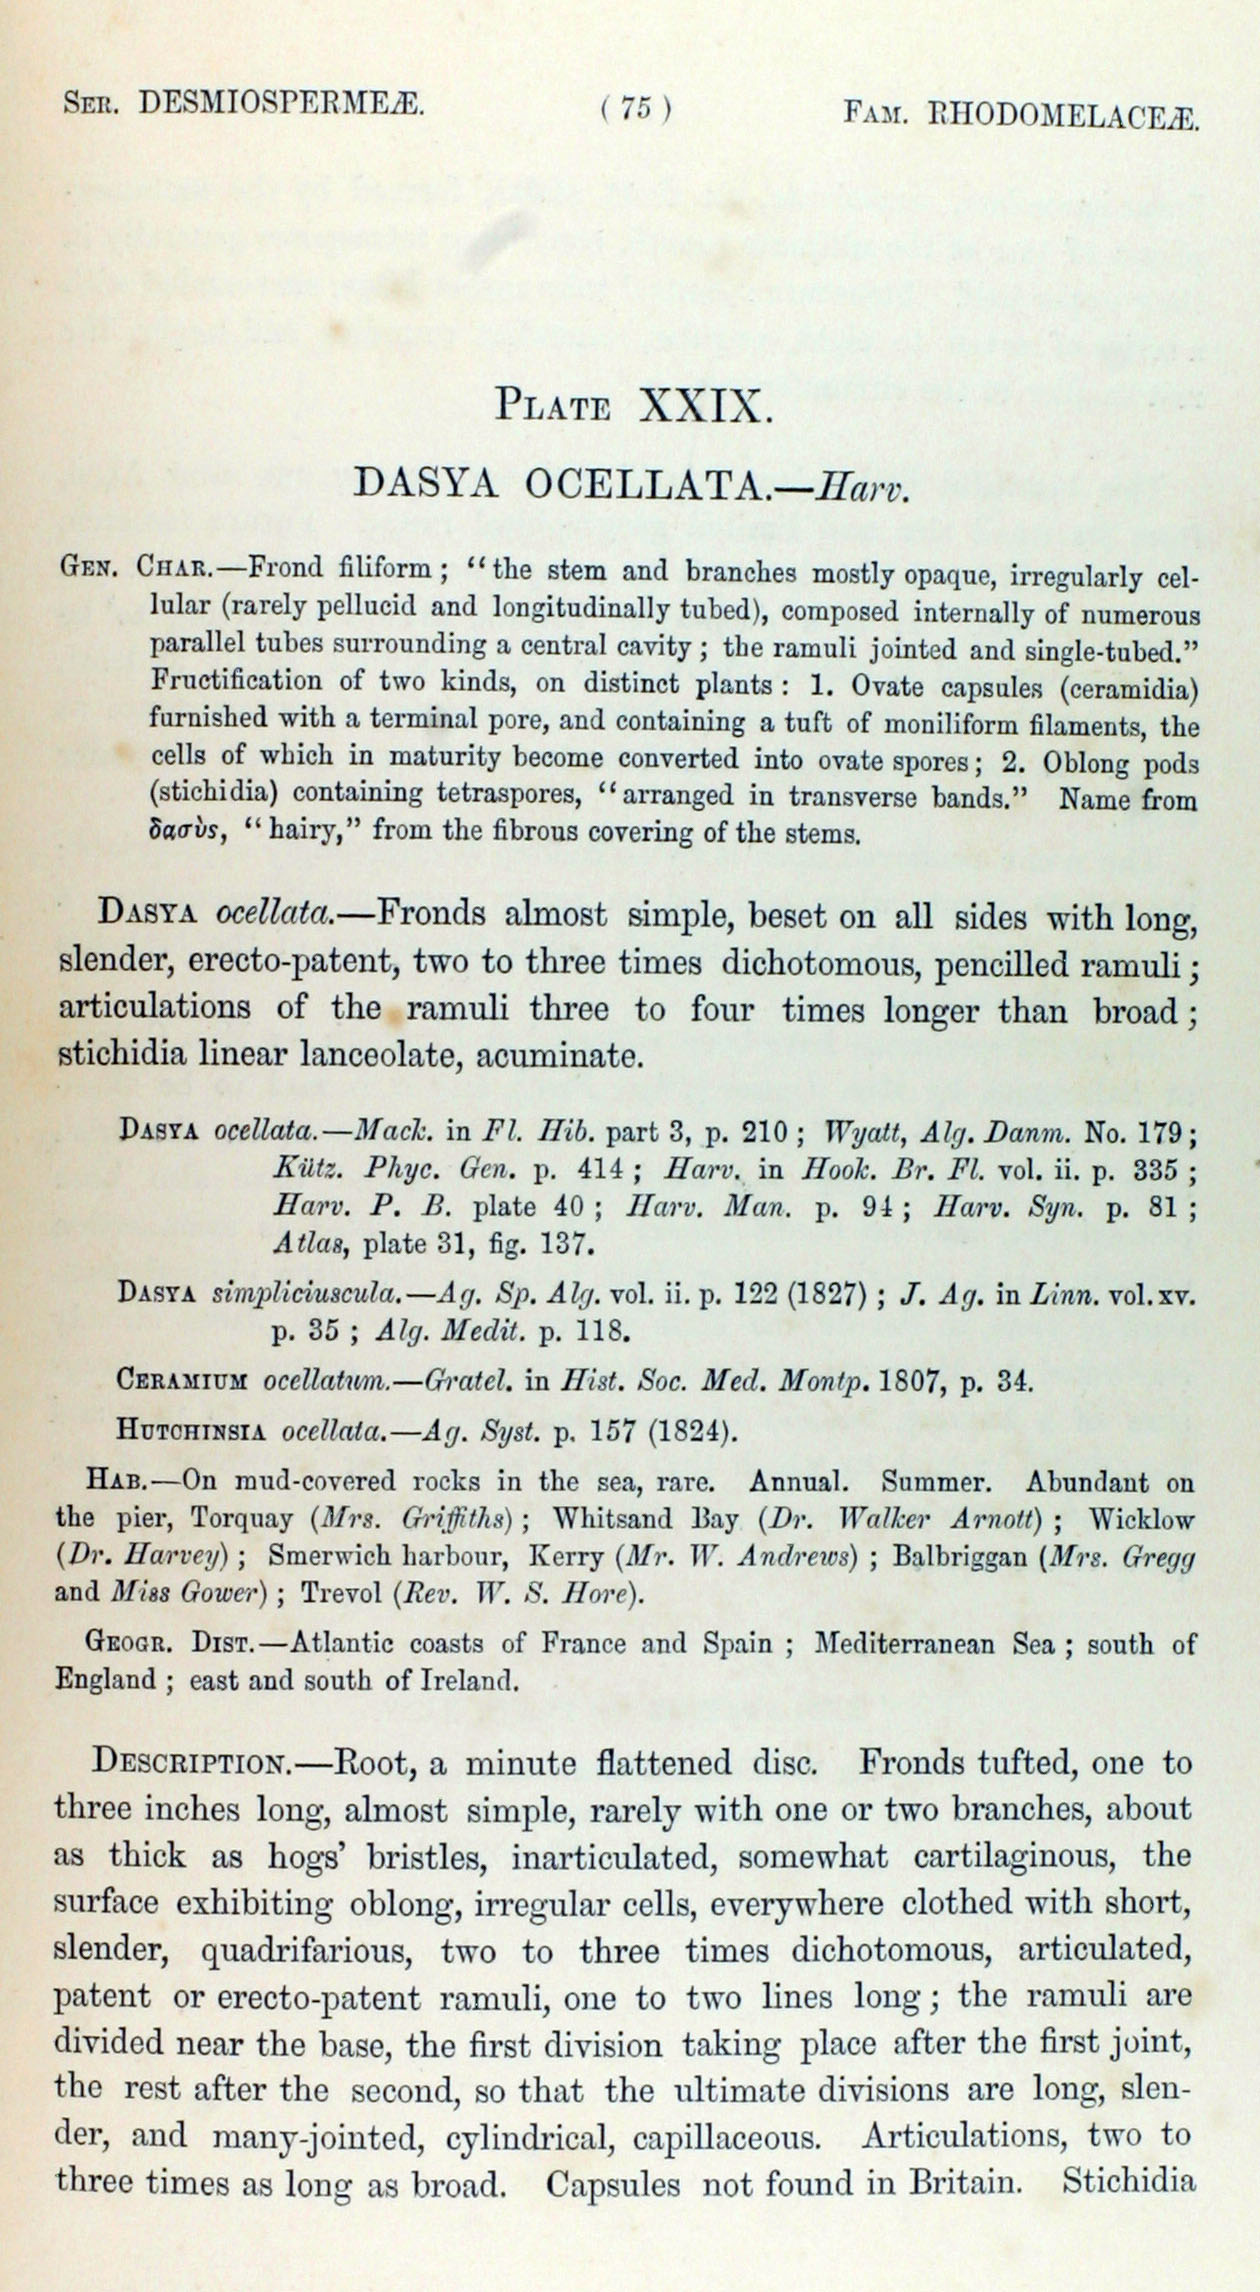 Ser. DESMIOSPERMEÆ. ( 75 ) Fam. RHODOMELACEÆ.
Plate XXIX.
DASYA OCELLATA.—Harv.
Gen. Char.—Frond filiform; “the stem and branches mostly opaque, irregularly cel-
lular (rarely pellucid and longitudinally tubed), composed internally of numerous
parallel tubes surrounding a central cavity; the ramuli jointed and single-tubed.”
Fructification of two kinds, on distinct plants: 1. Ovate capsules (ceramidia)
furnished with a terminal pore, and containing a tuft of moniliform filaments, the
cells of which in maturity become converted into ovate spores; 2. Oblong pods
(stichidia) containing tetraspores, “arranged in transverse bands.” Name from
δασὺs, “hairy,” from the fibrous covering of the stems.
Dasya ocellata.—Fronds almost simple, beset on all sides with long,
slender, erecto-patent, two to three times dichotomous, pencilled ramuli;
articulations of the ramuli three to four times longer than broad;
stichidia linear lanceolate, acuminate.
Dasya ocellata.—Mack. in Fl. Hib. part 3, p. 210; Wyatt, Alg. Danm. No. 179;
Kütz. Phyc. Gen. p. 414; Harv. in Hook. Br. Fl. vol. ii. p. 335;
Harv. P. B. plate 40; Harv. Man. p. 94; Harv. Syn. p. 81;
Atlas, plate 31, fig. 137.
Dasya simpliciuscula.—Ag. Sp. Alg. vol. ii. p. 122 (1827); J. Ag. in Linn. vol. xv.
p. 35; Alg. Medit. p. 118.
Ceramium ocellatum.—Gratel. in Hist. Soc. Med. Montp. 1807, p. 34.
Hutchinsia ocellata.—Ag. Syst. p. 157 (1824).
Hab.—On mud-covered rocks in the sea, rare. Annual. Summer. Abundant on
the pier, Torquay (Mrs. Griffiths); Whitsand Bay (Dr. Walker Arnott); Wicklow
(Dr. Harvey); Smerwich harbour, Kerry (Mr. W. Andrews); Balbriggan (Mrs. Gregg
and Miss Gower); Trevol (Rev. W. S. Hore).
Geogr. Dist.—Atlantic coasts of France and Spain; Mediterranean Sea; south of
England; east and south of Ireland.
Description.—Root, a minute flattened disc. Fronds tufted, one to
three inches long, almost simple, rarely with one or two branches, about
as thick as hogs’ bristles, inarticulated, somewhat cartilaginous, the
surface exhibiting oblong, irregular cells, everywhere clothed with short,
slender, quadrifarious, two to three times dichotomous, articulated,
patent or erecto-patent ramuli, one to two lines long; the ramuli are
divided near the base, the first division taking place after the first joint,
the rest after the second, so that the ultimate divisions are long, slen-
der, and many-jointed, cylindrical, capillaceous. Articulations, two to
three times as long as broad. Capsules not found in Britain. Stichidia